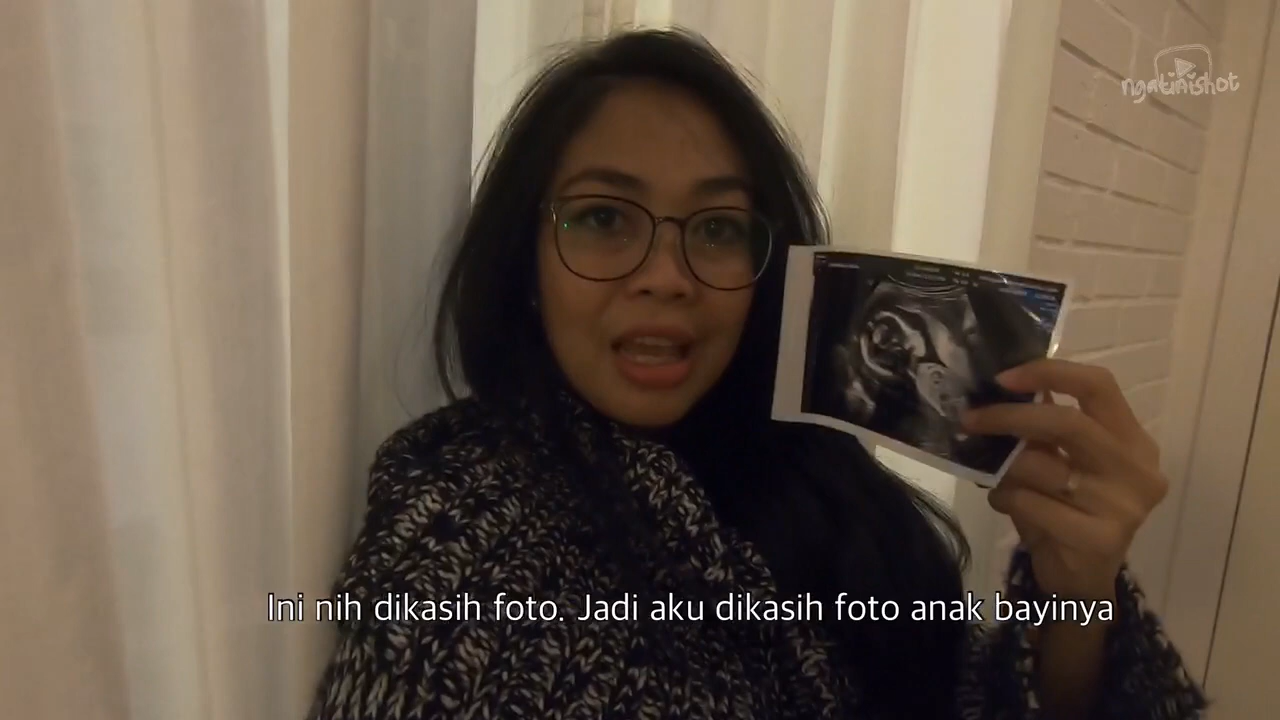 ngatinishot
Ini nih dikasih foto. Jadi aku dikasih foto anak bayinya